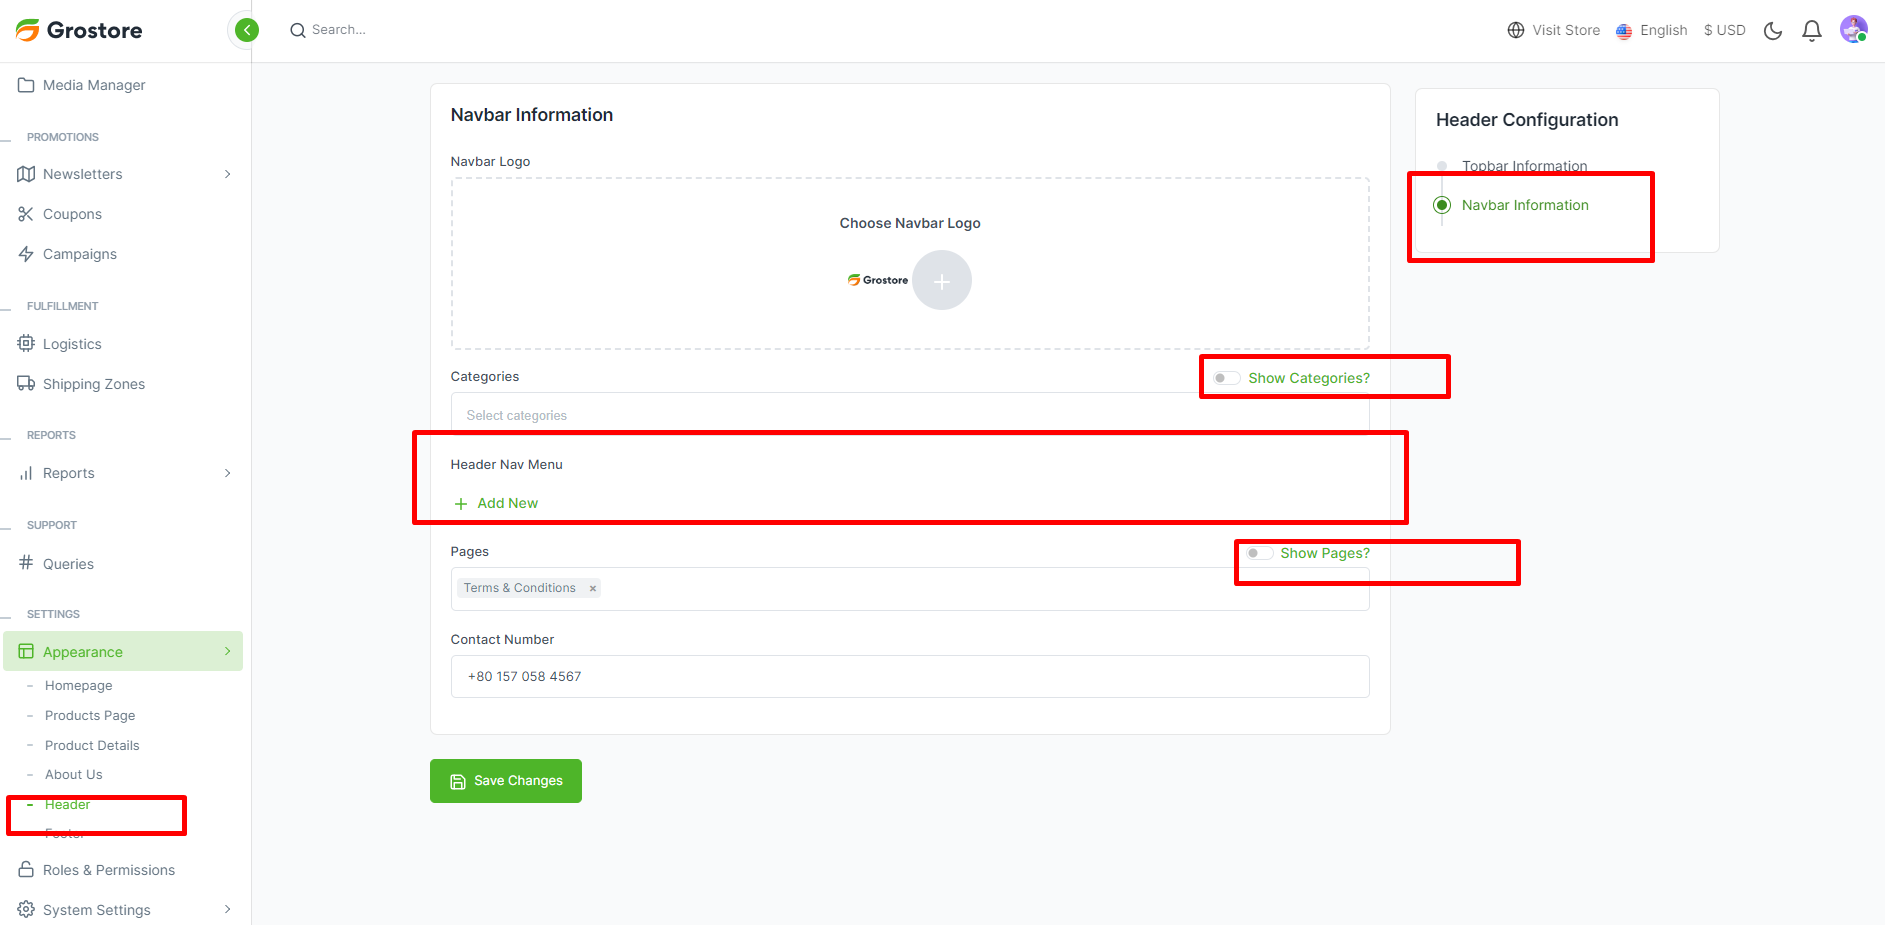 Grostore
Search...
Visit Store
English
$ USD
Media Manager
PROMOTIONS
Newsletters
Coupons
Campaigns
FULFILLMENT
Logistics
Shipping Zones
REPORTS
Reports
SUPPORT
Queries
SETTINGS
Appearance
Homepage
Products Page
Product Details
About Us
Header
Footer
Roles & Permissions
System Settings
Navbar Information
Navbar Logo
Choose Navbar Logo
Grostore
Categories
Show Categories?
Select categories
Header Nav Menu
Add New
Pages
Show Pages?
Terms & Conditions ×
Contact Number
+80 157 058 4567
Save Changes
Header Configuration
Topbar Information
Navbar Information